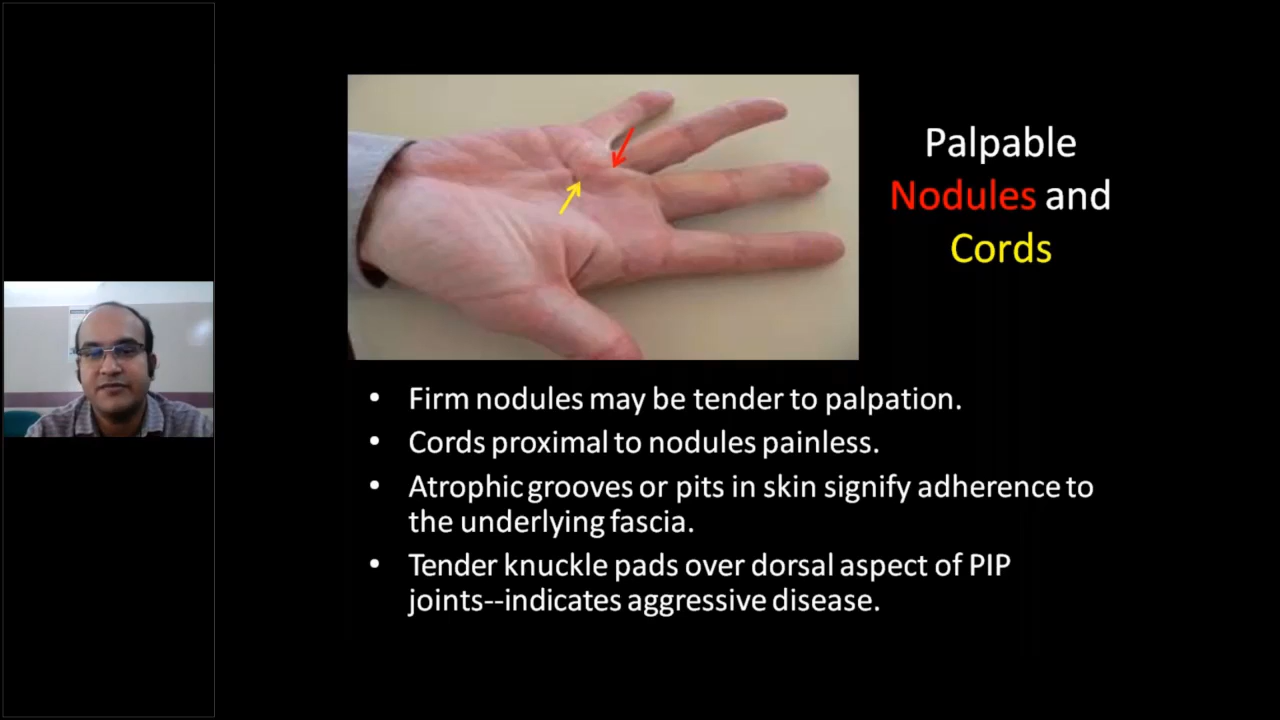 Palpable
Nodules and
Cords
• Firm nodules may be tender to palpation.
• Cords proximal to nodules painless.
• Atrophic grooves or pits in skin signify adherence to
the underlying fascia.
• Tender knuckle pads over dorsal aspect of PIP
joints--indicates aggressive disease.